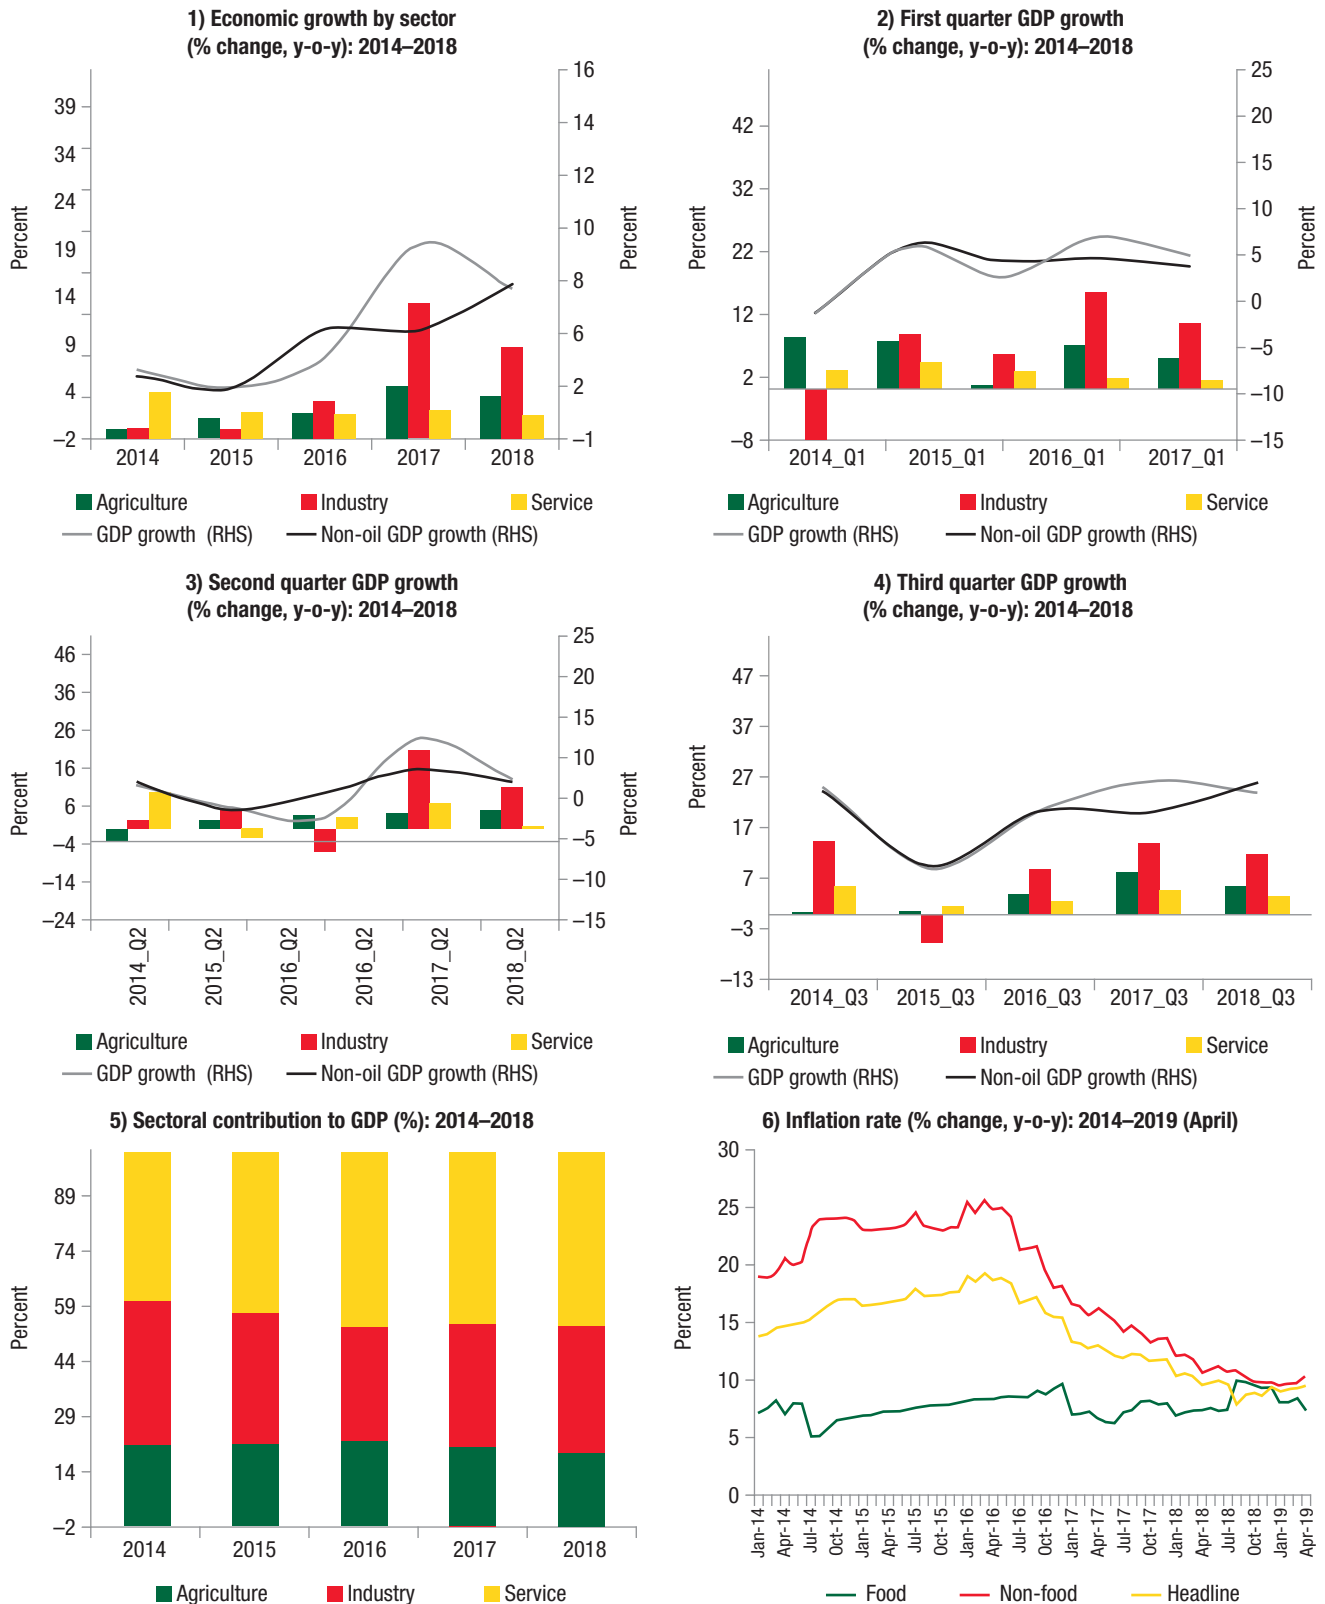 1) Economic growth by sector
(% change, y-o-y): 2014–2018
Percent
39
34
24
19
14
9
4
–2
16
14
12
10
8
6
2
–1
Percent
2014 2015 2016 2017 2018
Agriculture Industry Service
GDP growth (RHS) Non-oil GDP growth (RHS)
2) First quarter GDP growth
(% change, y-o-y): 2014–2018
Percent
42
32
22
12
2
–8
25
20
15
10
5
0
–5
–10
–15
Percent
2014_Q1 2015_Q1 2016_Q1 2017_Q1
Agriculture Industry Service
GDP growth (RHS) Non-oil GDP growth (RHS)
3) Second quarter GDP growth
(% change, y-o-y): 2014–2018
Percent
46
36
26
16
6
–4
–14
–24
25
20
15
10
5
0
–5
–10
–15
Percent
2014_Q2 2015_Q2 2016_Q2 2016_Q2 2017_Q2 2018_Q2
Agriculture Industry Service
GDP growth (RHS) Non-oil GDP growth (RHS)
4) Third quarter GDP growth
(% change, y-o-y): 2014–2018
Percent
47
37
27
17
7
–3
–13
2014_Q3 2015_Q3 2016_Q3 2017_Q3 2018_Q3
Agriculture Industry Service
GDP growth (RHS) Non-oil GDP growth (RHS)
5) Sectoral contribution to GDP (%): 2014–2018
Percent
89
74
59
44
29
14
–2
2014 2015 2016 2017 2018
Agriculture Industry Service
6) Inflation rate (% change, y-o-y): 2014–2019 (April)
Percent
30
25
20
15
10
5
0
Jan-14 Apr-14 Jul-14 Oct-14 Jan-15 Apr-15 Jul-15 Oct-15 Jan-16 Apr-16 Jul-16 Oct-16 Jan-17 Apr-17 Jul-17 Oct-17 Jan-18 Apr-18 Jul-18 Oct-18 Jan-19 Apr-19
Food Non-food Headline